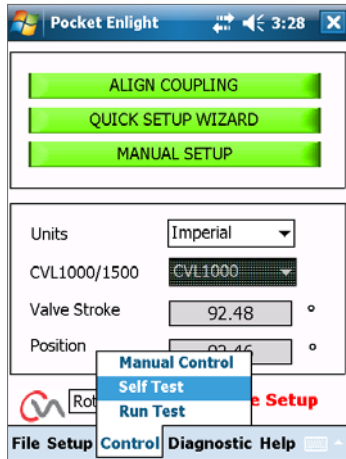 Pocket Enlight 3:28
ALIGN COUPLING
QUICK SETUP WIZARD
MANUAL SETUP
Units Imperial
CVL1000/1500 CVL1000
Valve Stroke 92.48 °
Position °
Manual Control
Self Test
Run Test
Rot e Setup
File Setup Control Diagnostic Help